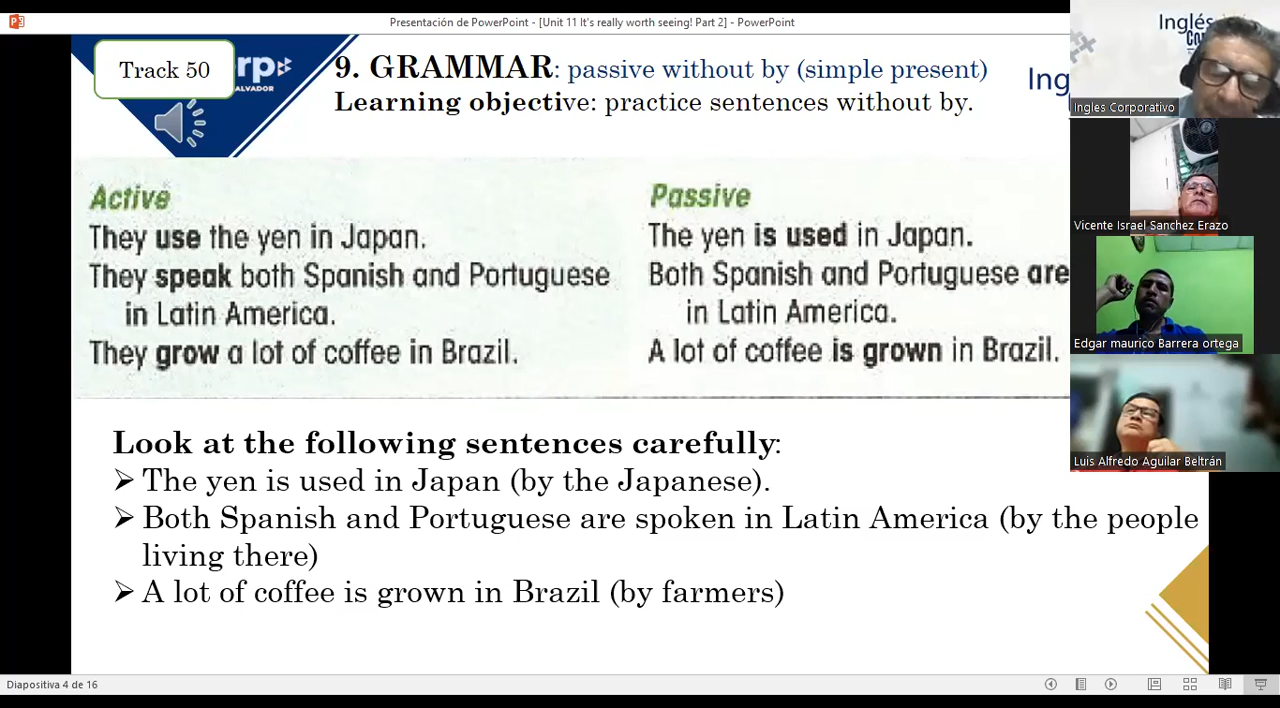 Presentación de PowerPoint - [Unit 11 It's really worth seeing! Part 2] - PowerPoint
Track 50
rp
ALVADOR
9. GRAMMAR: passive without by (simple present)
Learning objective: practice sentences without by.
Ing
Inglés
Ingles Corporativo
Vicente Israel Sanchez Erazo
Edgar maurico Barrera ortega
Luis Alfredo Aguilar Beltrán
Active
They use the yen in Japan.
They speak both Spanish and Portuguese
in Latin America.
They grow a lot of coffee in Brazil.
Passive
The yen is used in Japan.
Both Spanish and Portuguese are
in Latin America.
A lot of coffee is grown in Brazil.
Look at the following sentences carefully:
➢ The yen is used in Japan (by the Japanese).
➢ Both Spanish and Portuguese are spoken in Latin America (by the people
living there)
➢ A lot of coffee is grown in Brazil (by farmers)
Diapositiva 4 de 16